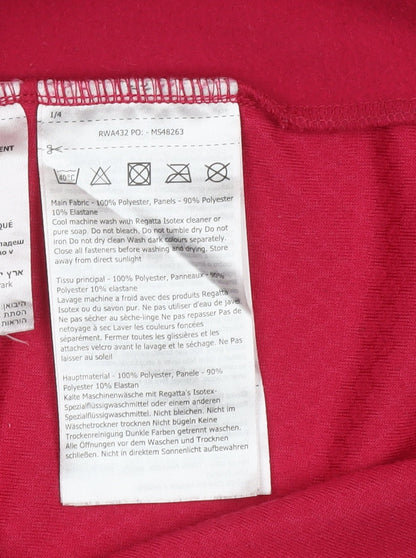 1/4
RWA432 PO: - MS48263
40°C
Main Fabric - 100% Polyester, Panels - 90% Polyester
10% Elastane
Cool machine wash with Regatta Isotex cleaner or
pure soap. Do not bleach. Do not tumble dry Do not
iron Do not dry clean Wash dark colours separately.
Close all fasteners before washing and drying. Store
away from direct sunlight
Tissu principal - 100% Polyester, Panneaux - 90%
Polyester 10% elastane
Lavage machine a froid avec des produits Regatta
Isotex ou du savon pur. Ne pas utiliser d'eau de javel
Ne pas sécher au sèche-linge Ne pas repasser Pas de
nettoyage a sec Laver les couleurs foncées
séparément. Fermer toutes les glissières et les
attaches velcro avant le lavage et le séchage. Ne pas
laisser au soleil
Hauptmaterial - 100% Polyester, Panele - 90%
Polyester 10% Elastan
Kalte Maschinenwäsche mit Regatta's Isotex-
Spezialflüssigwaschmittel oder einem anderen
Flüssigwaschmittel. Nicht bleichen. Nicht im
Waschetrockner trocknen Nicht bügeln Keine
Trockenreinigung Dunkle Farben getrennt waschen.
Alle Öffnungen vor dem Waschen und Trocknen
schließen. Nicht in direktem Sonnenlicht aufbewahren
ENT
QUÉ
ark